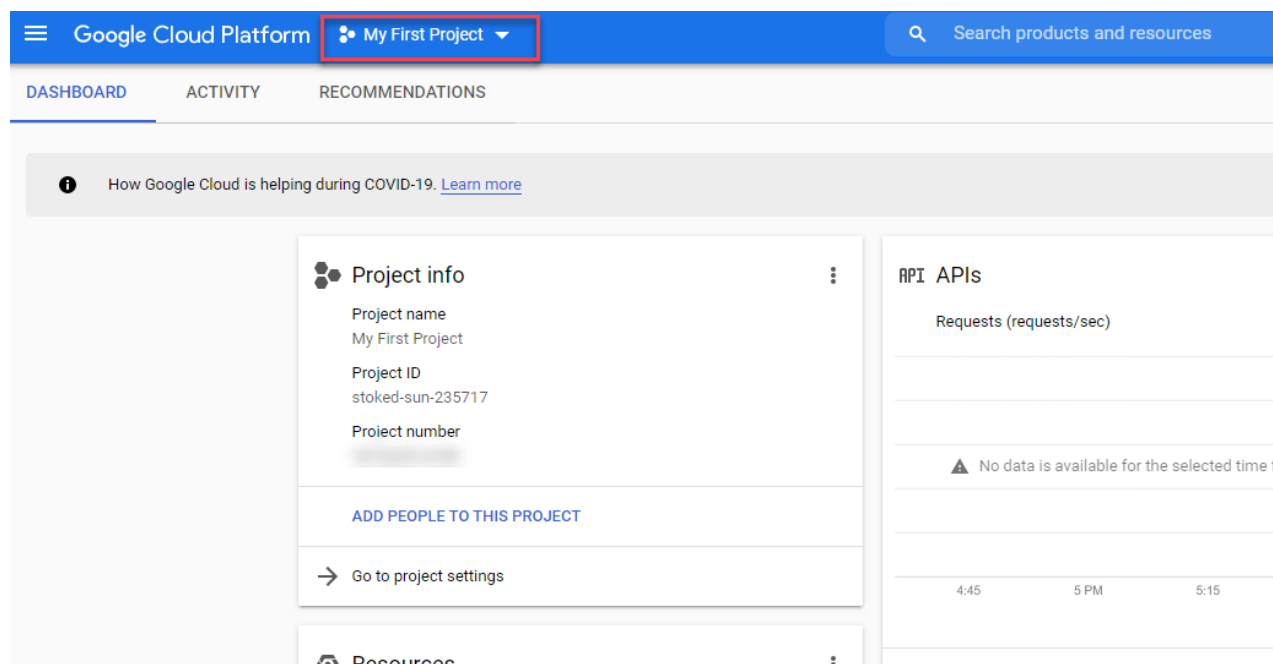 Google Cloud Platform My First Project Search products and resources
DASHBOARD ACTIVITY RECOMMENDATIONS
How Google Cloud is helping during COVID-19. Learn more
Project info
Project name
My First Project
Project ID
stoked-sun-235717
Project number
ADD PEOPLE TO THIS PROJECT
Go to project settings
Resources
API APIs
Requests (requests/sec)
No data is available for the selected time
4:45 5 PM 5:15